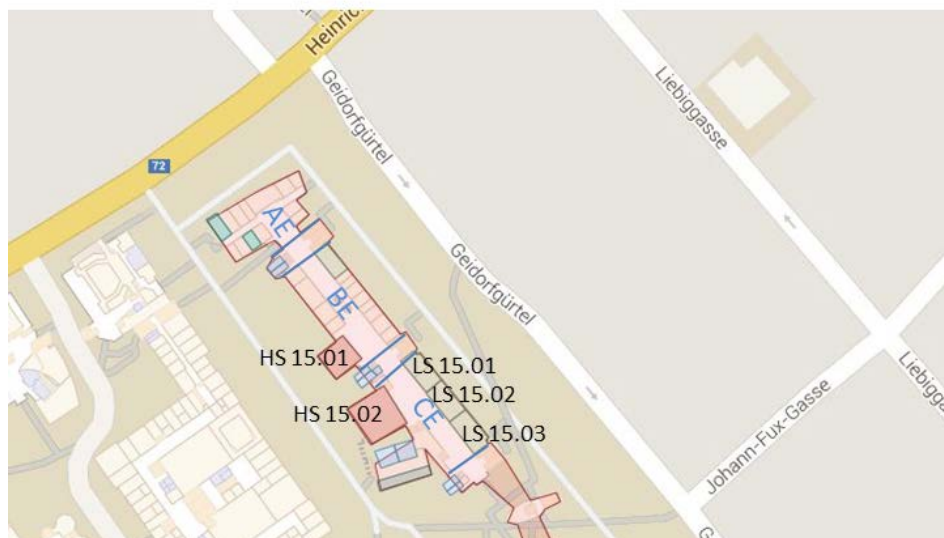 Heinric
Geidorfgürtel
Liebiggasse
72
AE
Geidorfgürtel
BE
HS 15.01
LS 15.01
LS 15.02
HS 15.02
CE
LS 15.03
Liebigga
Johann-Fux-Gasse
G